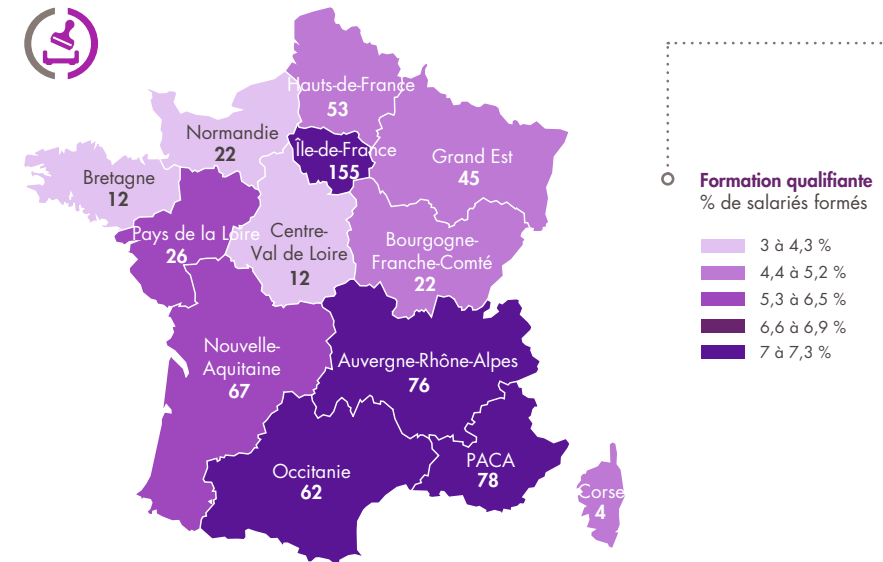 Hauts-de-France
53
Normandie
22
Île-de-France
155
Grand Est
45
Bretagne
12
Pays de la Loire
26
Centre-
Val de Loire
12
Bourgogne-
Franche-Comté
22
Nouvelle-
Aquitaine
67
Auvergne-Rhône-Alpes
76
Occitanie
62
PACA
78
Corse
4
Formation qualifiante
% de salariés formés
3 à 4,3 %
4,4 à 5,2 %
5,3 à 6,5 %
6,6 à 6,9 %
7 à 7,3 %